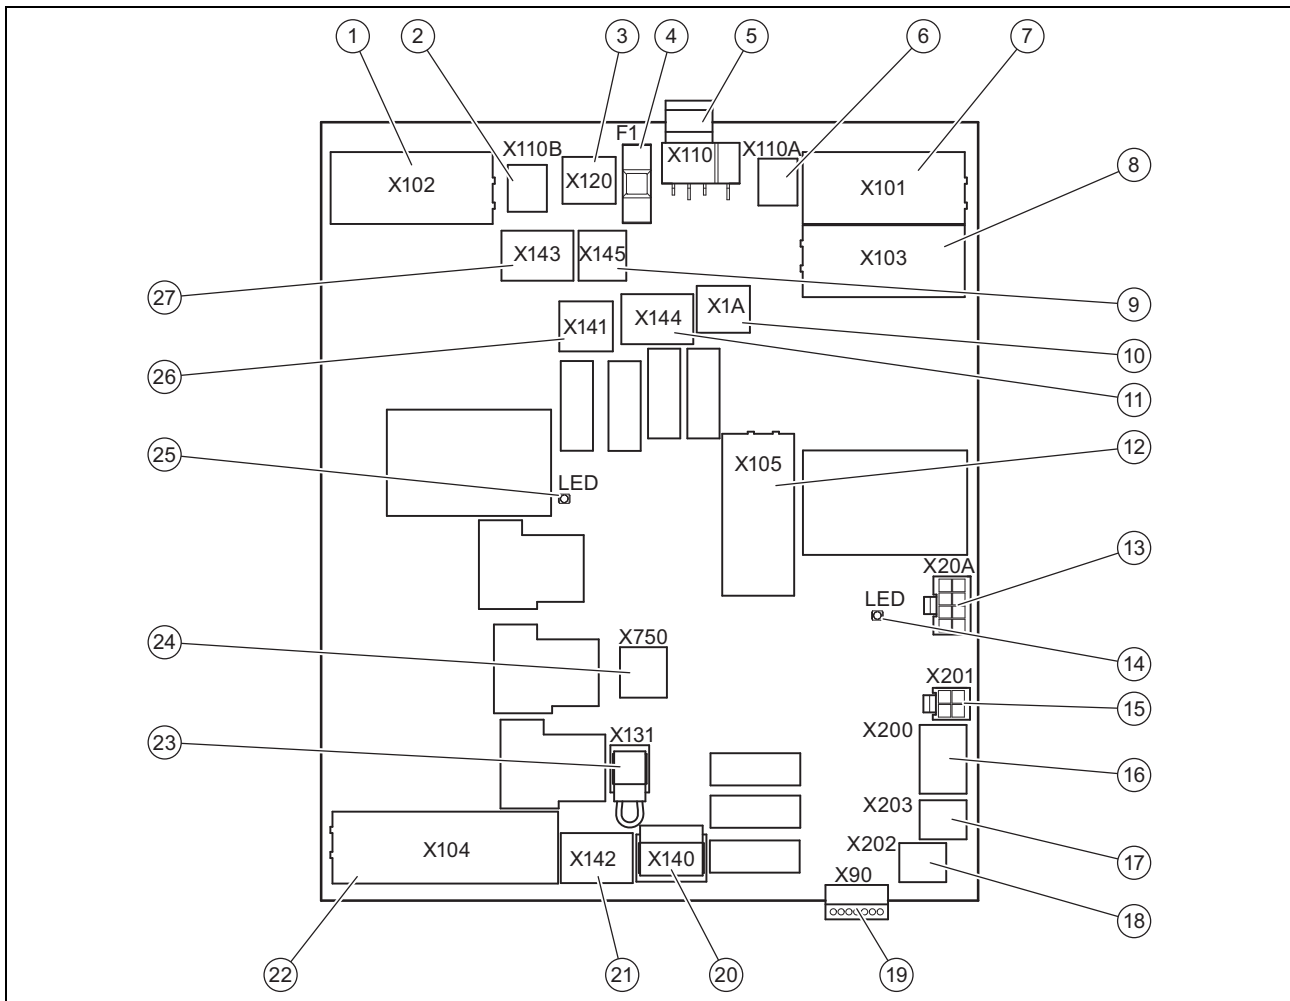 1 2 3 4 5 6 7
F1
X110B X110 X110A
X102 X120 X101
8
X143 X145 X103
27 9
X1A
X141 X144
10
26
11
12
25 X105
LED
13
X20A
LED
24 X750
14
X201
15
23 X131 X200
16
X203
X104 X142 X140 X202
17
X90
18
22 21 20 19